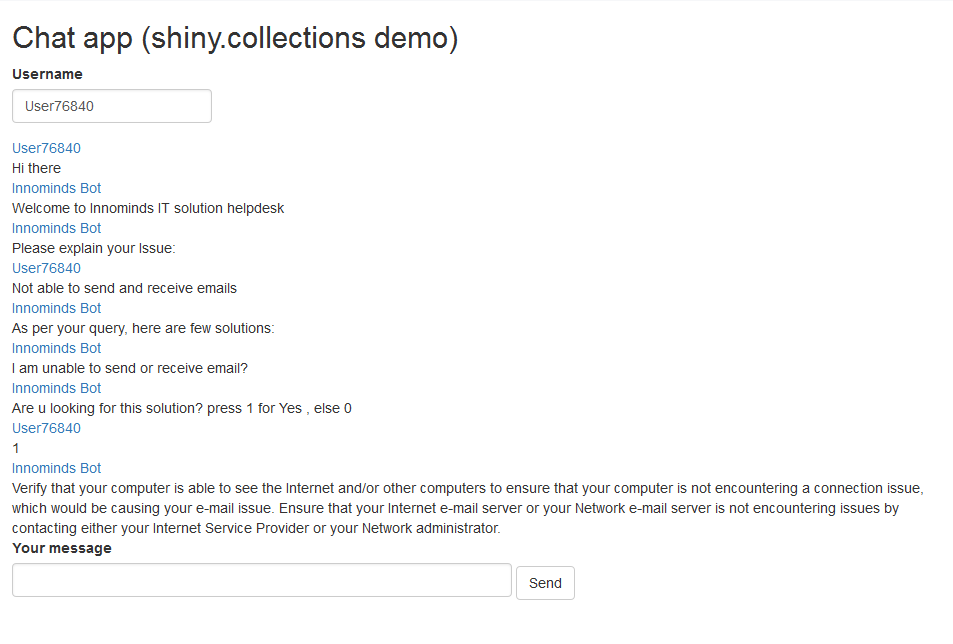 Chat app (shiny.collections demo)
Username
User76840
User76840
Hi there
Innominds Bot
Welcome to Innominds IT solution helpdesk
Innominds Bot
Please explain your Issue:
User76840
Not able to send and receive emails
Innominds Bot
As per your query, here are few solutions:
Innominds Bot
I am unable to send or receive email?
Innominds Bot
Are u looking for this solution? press 1 for Yes , else 0
User76840
1
Innominds Bot
Verify that your computer is able to see the Internet and/or other computers to ensure that your computer is not encountering a connection issue,
which would be causing your e-mail issue. Ensure that your Internet e-mail server or your Network e-mail server is not encountering issues by
contacting either your Internet Service Provider or your Network administrator.
Your message
Send